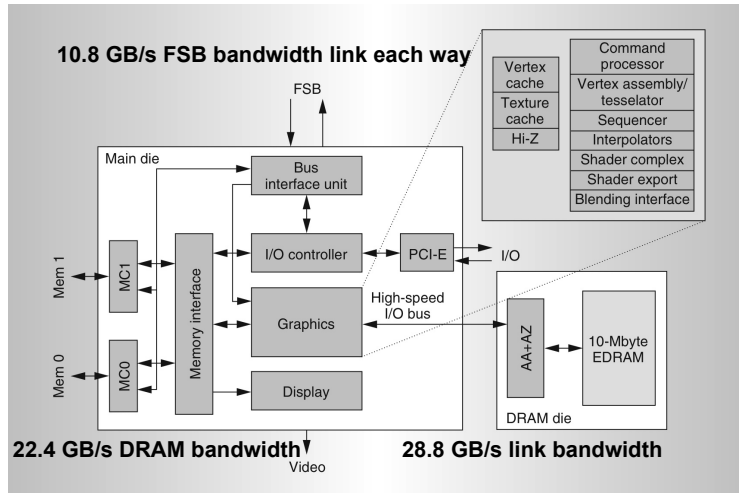 10.8 GB/s FSB bandwidth link each way
FSB
Main die
Bus
interface unit
I/O controller
PCI-E
I/O
Mem 1
MC1
Memory interface
Graphics
High-speed
I/O bus
Mem 0
MC0
Display
Video
22.4 GB/s DRAM bandwidth
Vertex
cache
Texture
cache
Hi-Z
Command
processor
Vertex assembly/
tesselator
Sequencer
Interpolators
Shader complex
Shader export
Blending interface
AA+AZ
10-Mbyte
EDRAM
DRAM die
28.8 GB/s link bandwidth